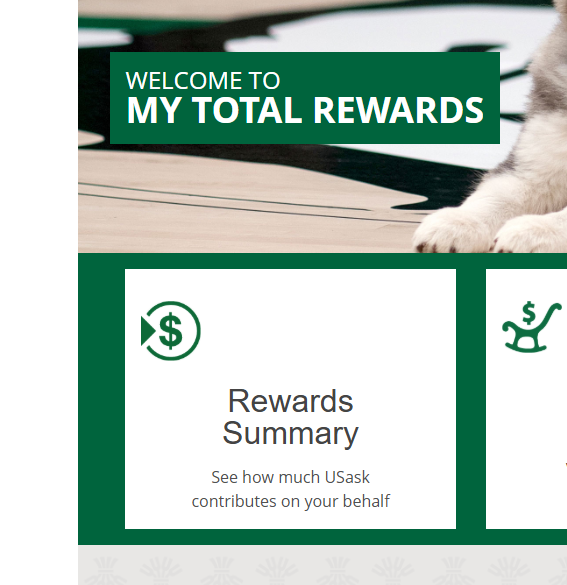 WELCOME TO
MY TOTAL REWARDS
$
$
Rewards
Summary
See how much USask
contributes on your behalf